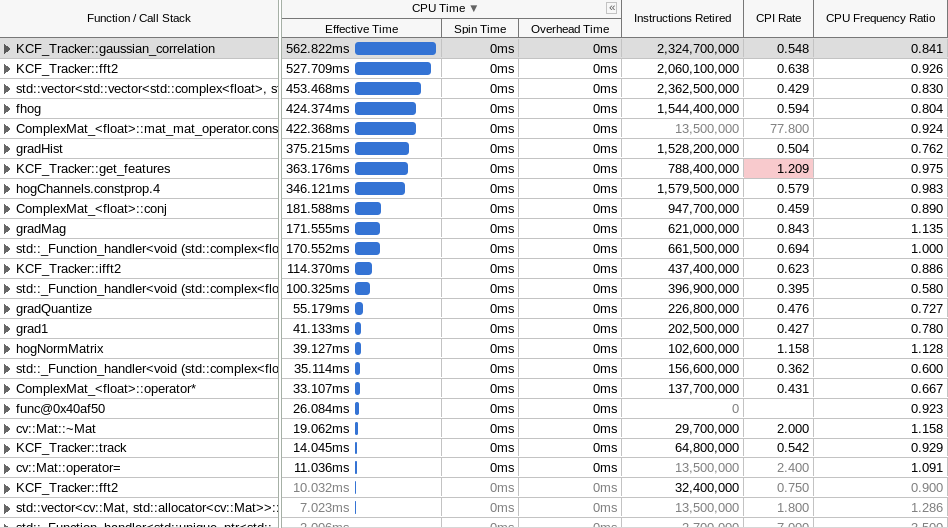 Function / Call Stack CPU Time ▼ « Instructions Retired CPI Rate CPU Frequency Ratio
Effective Time Spin Time Overhead Time
KCF_Tracker::gaussian_correlation 562.822ms 0ms 0ms 2,324,700,000 0.548 0.841
KCF_Tracker::fft2 527.709ms 0ms 0ms 2,060,100,000 0.638 0.926
std::vector<std::vector<std::complex<float>, s 453.468ms 0ms 0ms 2,362,500,000 0.429 0.830
fhog 424.374ms 0ms 0ms 1,544,400,000 0.594 0.804
ComplexMat_<float>::mat_mat_operator.cons 422.368ms 0ms 0ms 13,500,000 77.800 0.924
gradHist 375.215ms 0ms 0ms 1,528,200,000 0.504 0.762
KCF_Tracker::get_features 363.176ms 0ms 0ms 788,400,000 1.209 0.975
hogChannels.constprop.4 346.121ms 0ms 0ms 1,579,500,000 0.579 0.983
ComplexMat_<float>::conj 181.588ms 0ms 0ms 947,700,000 0.459 0.890
gradMag 171.555ms 0ms 0ms 621,000,000 0.843 1.135
std::_Function_handler<void (std::complex<flo 170.552ms 0ms 0ms 661,500,000 0.694 1.000
KCF_Tracker::ifft2 114.370ms 0ms 0ms 437,400,000 0.623 0.886
std::_Function_handler<void (std::complex<flo 100.325ms 0ms 0ms 396,900,000 0.395 0.580
gradQuantize 55.179ms 0ms 0ms 226,800,000 0.476 0.727
grad1 41.133ms 0ms 0ms 202,500,000 0.427 0.780
hogNormMatrix 39.127ms 0ms 0ms 102,600,000 1.158 1.128
std::_Function_handler<void (std::complex<flo 35.114ms 0ms 0ms 156,600,000 0.362 0.600
ComplexMat_<float>::operator* 33.107ms 0ms 0ms 137,700,000 0.431 0.667
func@0x40af50 26.084ms 0ms 0ms 0 0.923
cv::Mat::~Mat 19.062ms 0ms 0ms 29,700,000 2.000 1.158
KCF_Tracker::track 14.045ms 0ms 0ms 64,800,000 0.542 0.929
cv::Mat::operator= 11.036ms 0ms 0ms 13,500,000 2.400 1.091
KCF_Tracker::fft2 10.032ms 0ms 0ms 32,400,000 0.750 0.900
std::vector<cv::Mat, std::allocator<cv::Mat>>:: 7.023ms 0ms 0ms 13,500,000 1.800 1.286